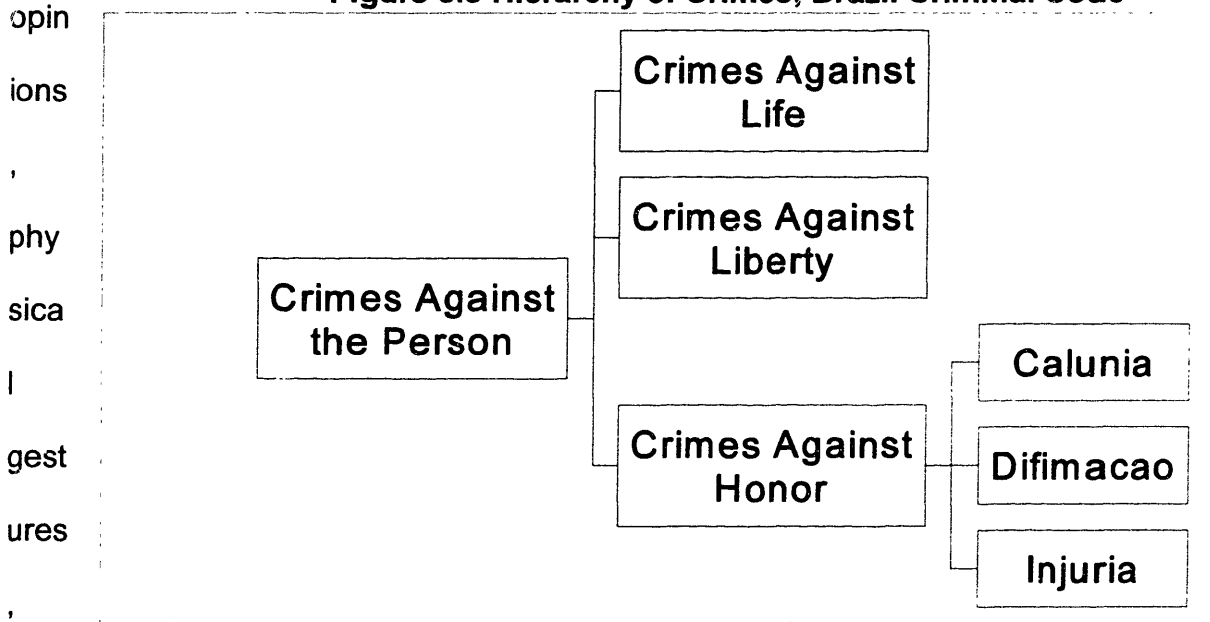 opin
ions
,
phy
sica
l
gest
ures
,
Crimes Against
Life
Crimes Against
Liberty
Crimes Against
the Person
Crimes Against
Honor
Calunia
Difimacao
Injuria